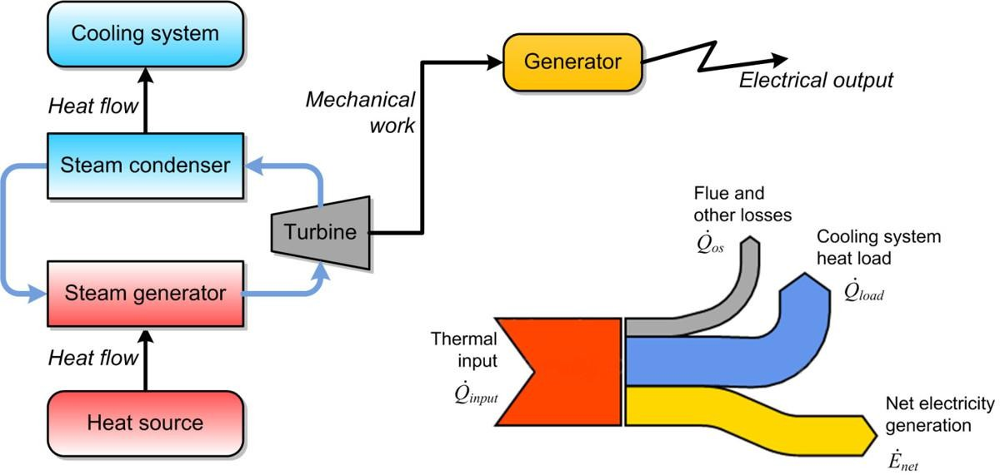 Cooling system
Heat flow
Steam condenser
Turbine
Steam generator
Heat flow
Heat source
Mechanical
work
Generator
Electrical output
Flue and
other losses
Q̇os
Cooling system
heat load
Q̇load
Thermal
input
Q̇input
Net electricity
generation
Ėnet